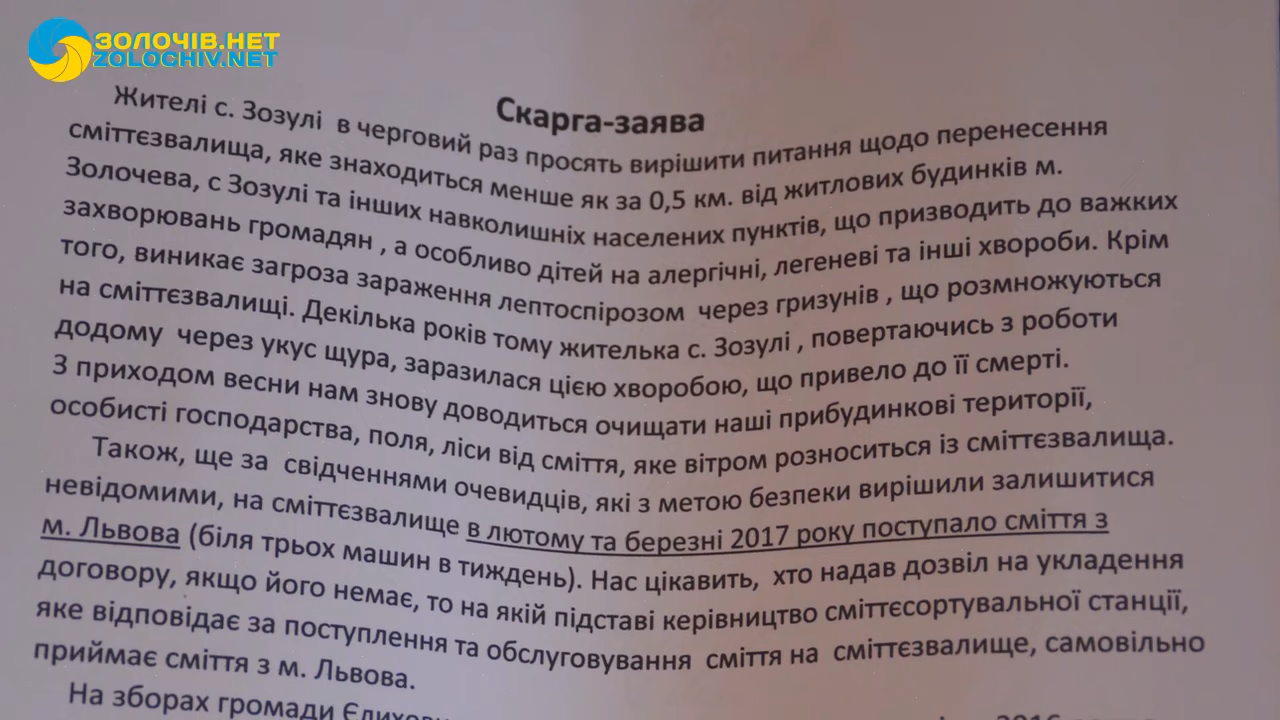 ЗОЛОЧІВ.НЕТ
ZOLOCHIV.NET
Скарга-заява
Жителі с. Зозулі в черговий раз просять вирішити питання щодо перенесення
сміттєзвалища, яке знаходиться менше як за 0,5 км. від житлових будинків м.
Золочева, с Зозулі та інших навколишніх населених пунктів, що призводить до важких
захворювань громадян , а особливо дітей на алергічні, легеневі та інші хвороби. Крім
того, виникає загроза зараження лептоспірозом через гризунів , що розмножуються
на сміттєзвалищі. Декілька років тому жителька с. Зозулі , повертаючись з роботи
додому через укус щура, заразилася цією хворобою, що привело до її смерті.
З приходом весни нам знову доводиться очищати наші прибудинкові території,
особисті господарства, поля, ліси від сміття, яке вітром розноситься із сміттєзвалища.
Також, ще за свідченнями очевидців, які з метою безпеки вирішили залишитися
невідомими, на сміттєзвалище в лютому та березні 2017 року поступало сміття з
м. Львова (біля трьох машин в тиждень). Нас цікавить, хто надав дозвіл на укладення
договору, якщо його немає, то на якій підставі керівництво сміттєсортувальної станції,
яке відповідає за поступлення та обслуговування сміття на сміттєзвалище, самовільно
приймає сміття з м. Львова.
На зборах громади